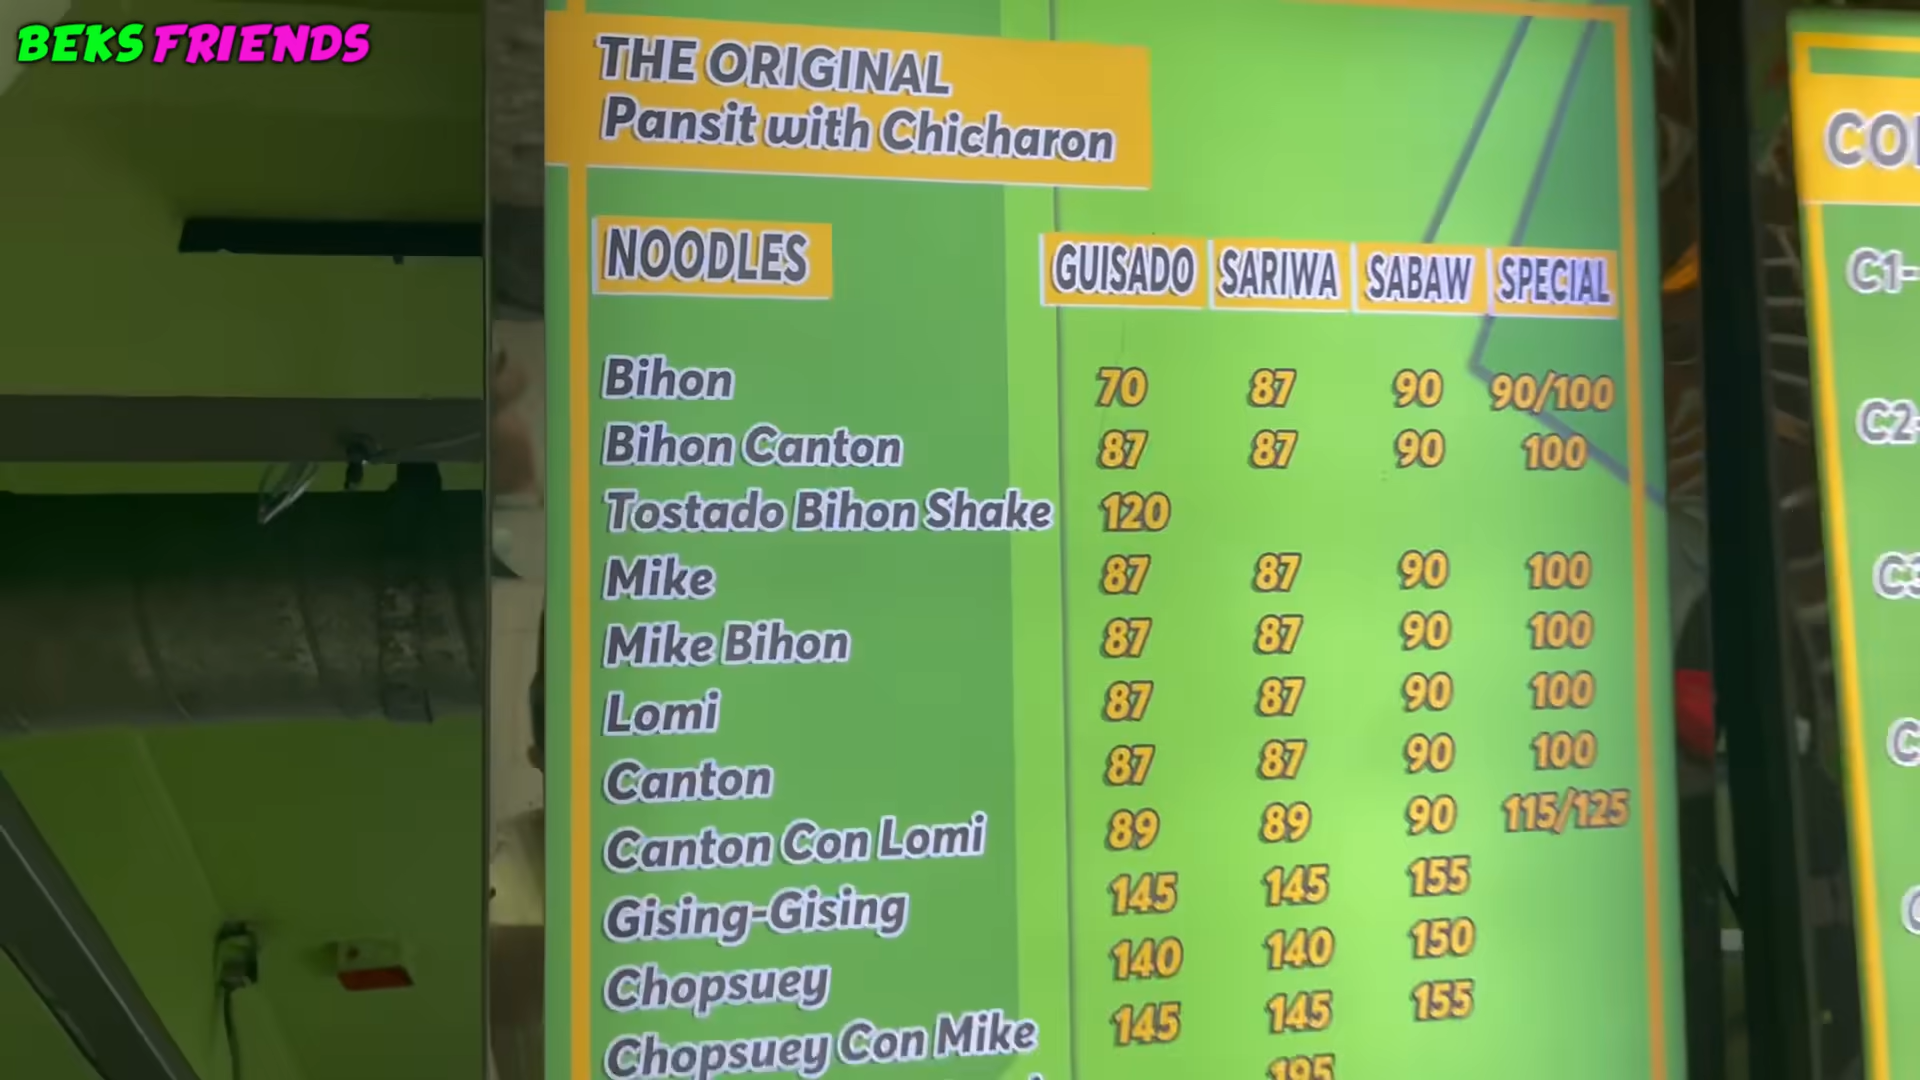 BEKS FRIENDS
THE ORIGINAL
Pansit with Chicharon
NOODLES GUISADO SARIWA SABAW SPECIAL
Bihon 70 87 90 90/100
Bihon Canton 87 87 90 100
Tostado Bihon Shake 120
Mike 87 87 90 100
Mike Bihon 87 87 90 100
Lomi 87 87 90 100
Canton 87 87 90 100
Canton Con Lomi 89 89 90 115/125
Gising-Gising 145 145 155
Chopsuey 140 140 150
Chopsuey Con Mike 145 145 155
195
C1-
C2-